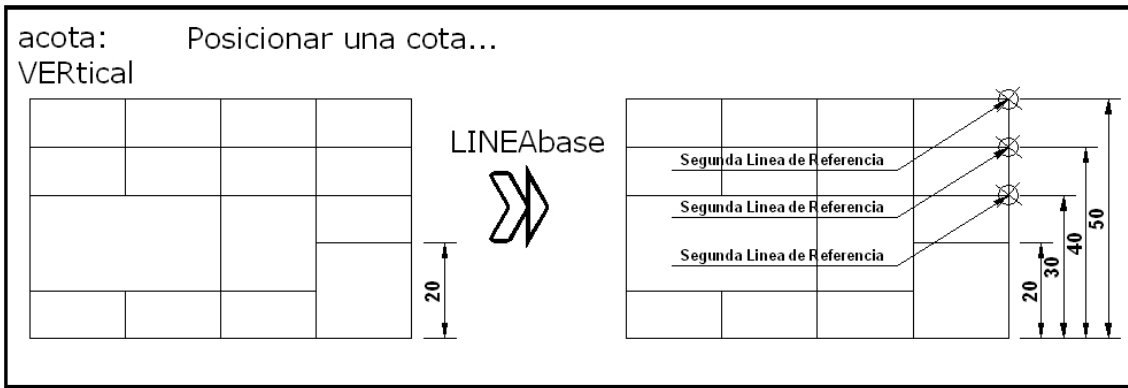 acota: Posicionar una cota...
VERtical
LINEAbase
20
Segunda Linea de Referencia
Segunda Linea de Referencia
Segunda Linea de Referencia
20
30
40
50